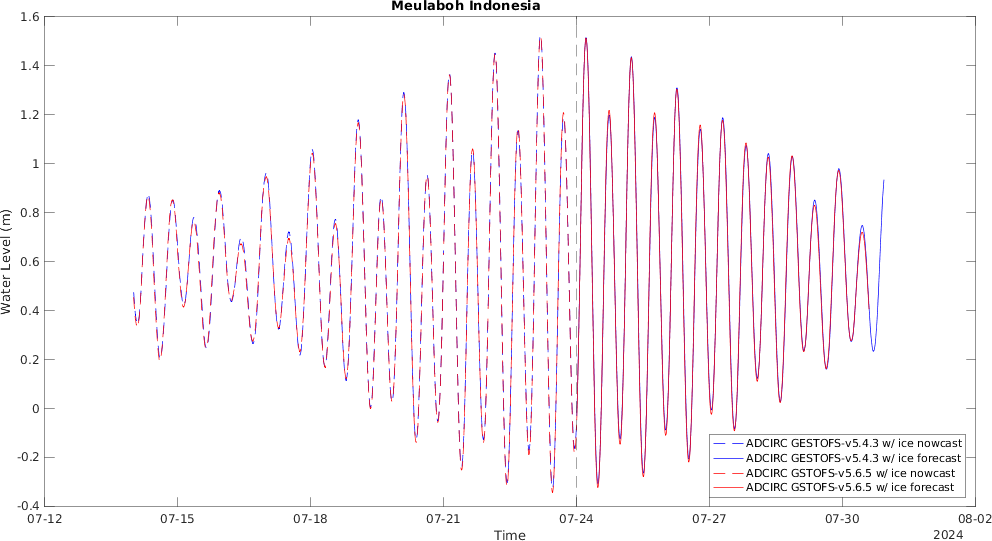 Meulaboh Indonesia
1.6
1.4
1.2
1
0.8
0.6
0.4
0.2
0
-0.2
-0.4
Water Level (m)
ADCIRC GESTOFS-v5.4.3 w/ ice nowcast
ADCIRC GESTOFS-v5.4.3 w/ ice forecast
ADCIRC GSTOFS-v5.6.5 w/ ice nowcast
ADCIRC GSTOFS-v5.6.5 w/ ice forecast
07-12 07-15 07-18 07-21 07-24 07-27 07-30 08-02
Time
2024